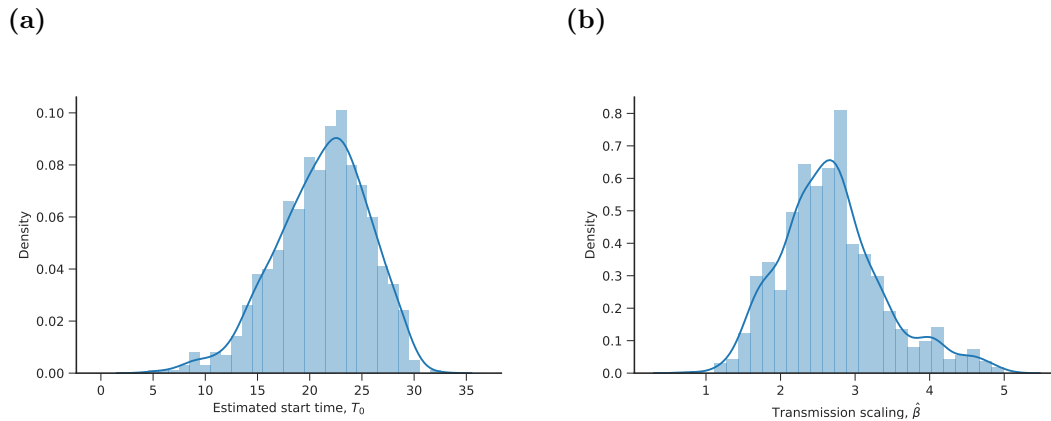 (a)
0.10
0.08
0.06
0.04
0.02
0.00
Density
0 5 10 15 20 25 30 35
Estimated start time, T₀
(b)
0.8
0.7
0.6
0.5
0.4
0.3
0.2
0.1
0.0
Density
1 2 3 4 5
Transmission scaling, β̂